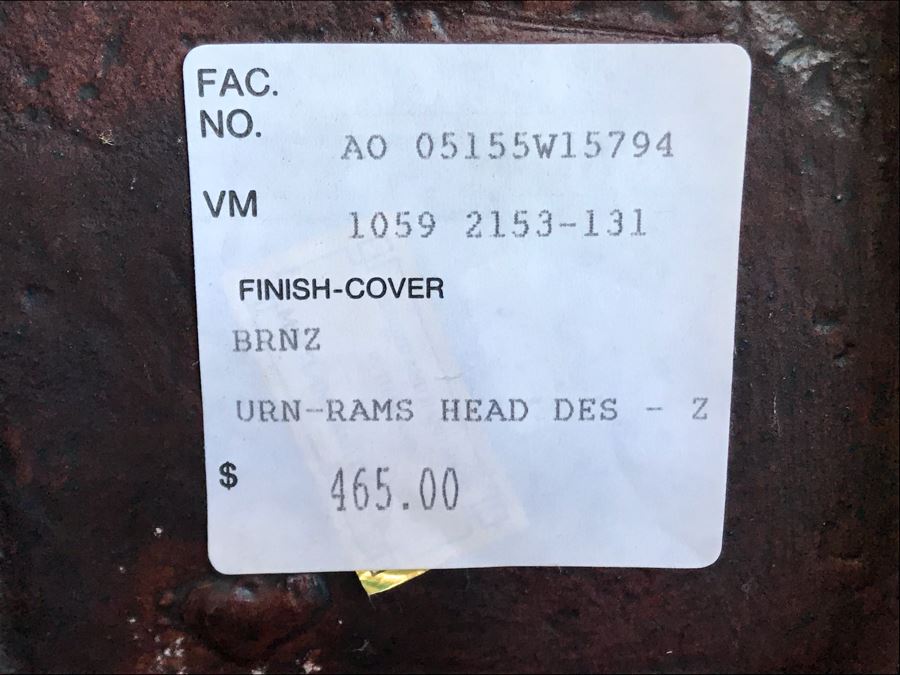 FAC.
NO.
AO 05155W15794
VM
1059 2153-131
FINISH-COVER
BRNZ
URN-RAMS HEAD DES - Z
$ 465.00